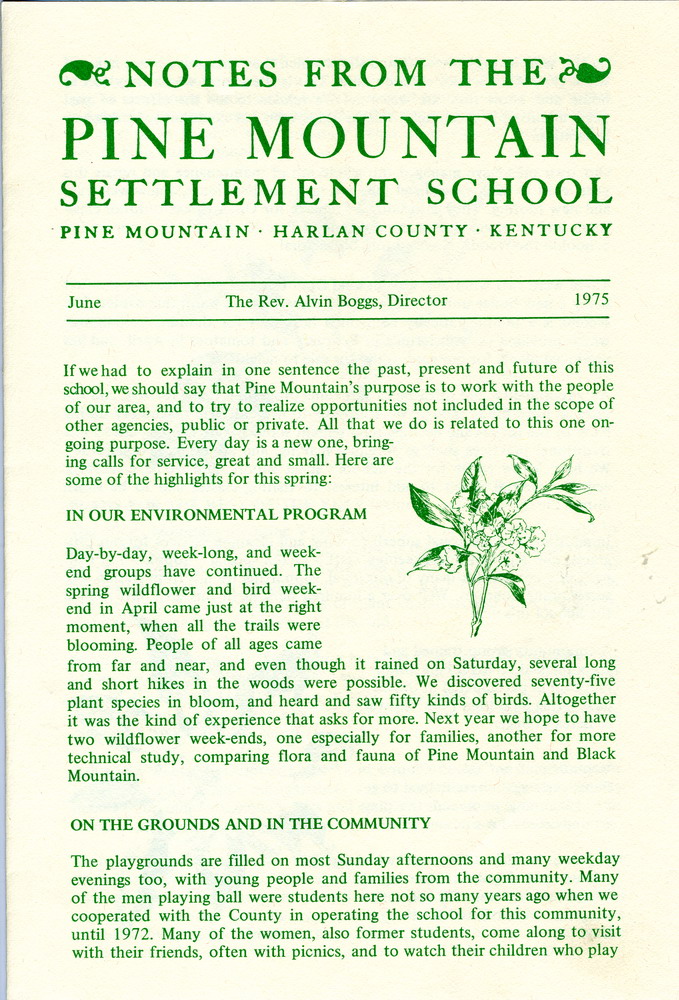 NOTES FROM THE
PINE MOUNTAIN
SETTLEMENT SCHOOL
PINE MOUNTAIN · HARLAN COUNTY · KENTUCKY
June The Rev. Alvin Boggs, Director 1975
If we had to explain in one sentence the past, present and future of this
school, we should say that Pine Mountain's purpose is to work with the people
of our area, and to try to realize opportunities not included in the scope of
other agencies, public or private. All that we do is related to this one on-
going purpose. Every day is a new one, bring-
ing calls for service, great and small. Here are
some of the highlights for this spring:
IN OUR ENVIRONMENTAL PROGRAM
Day-by-day, week-long, and week-
end groups have continued. The
spring wildflower and bird week-
end in April came just at the right
moment, when all the trails were
blooming. People of all ages came
from far and near, and even though it rained on Saturday, several long
and short hikes in the woods were possible. We discovered seventy-five
plant species in bloom, and heard and saw fifty kinds of birds. Altogether
it was the kind of experience that asks for more. Next year we hope to have
two wildflower week-ends, one especially for families, another for more
technical study, comparing flora and fauna of Pine Mountain and Black
Mountain.
ON THE GROUNDS AND IN THE COMMUNITY
The playgrounds are filled on most Sunday afternoons and many weekday
evenings too, with young people and families from the community. Many
of the men playing ball were students here not so many years ago when we
cooperated with the County in operating the school for this community,
until 1972. Many of the women, also former students, come along to visit
with their friends, often with picnics, and to watch their children who play